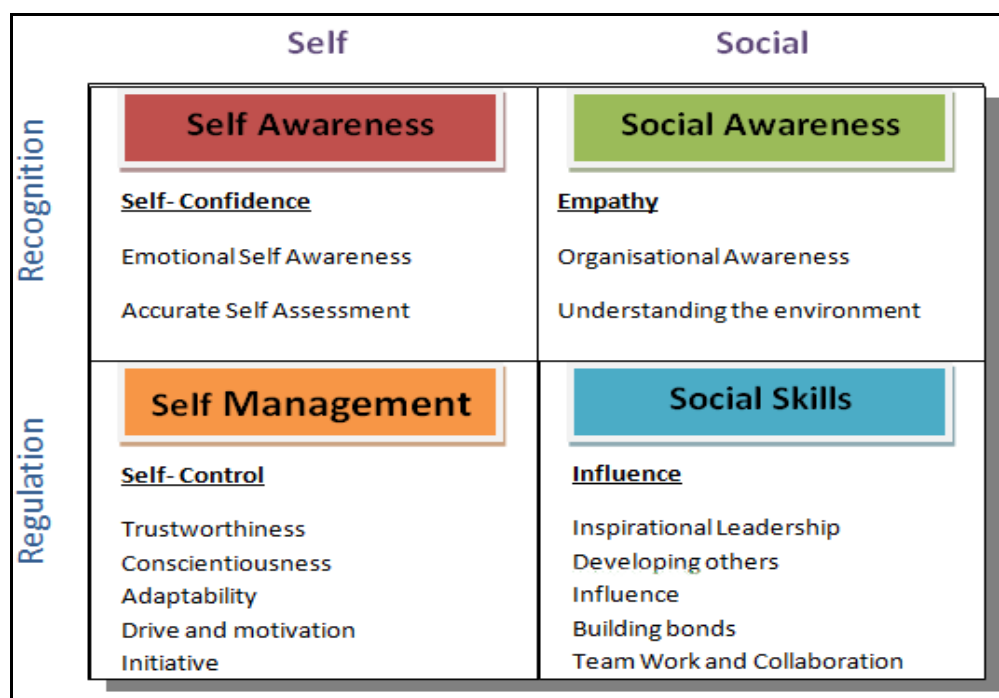 Self
Social
Recognition
Self Awareness
Self- Confidence
Emotional Self Awareness
Accurate Self Assessment
Social Awareness
Empathy
Organisational Awareness
Understanding the environment
Regulation
Self Management
Self- Control
Trustworthiness
Conscientiousness
Adaptability
Drive and motivation
Initiative
Social Skills
Influence
Inspirational Leadership
Developing others
Influence
Building bonds
Team Work and Collaboration